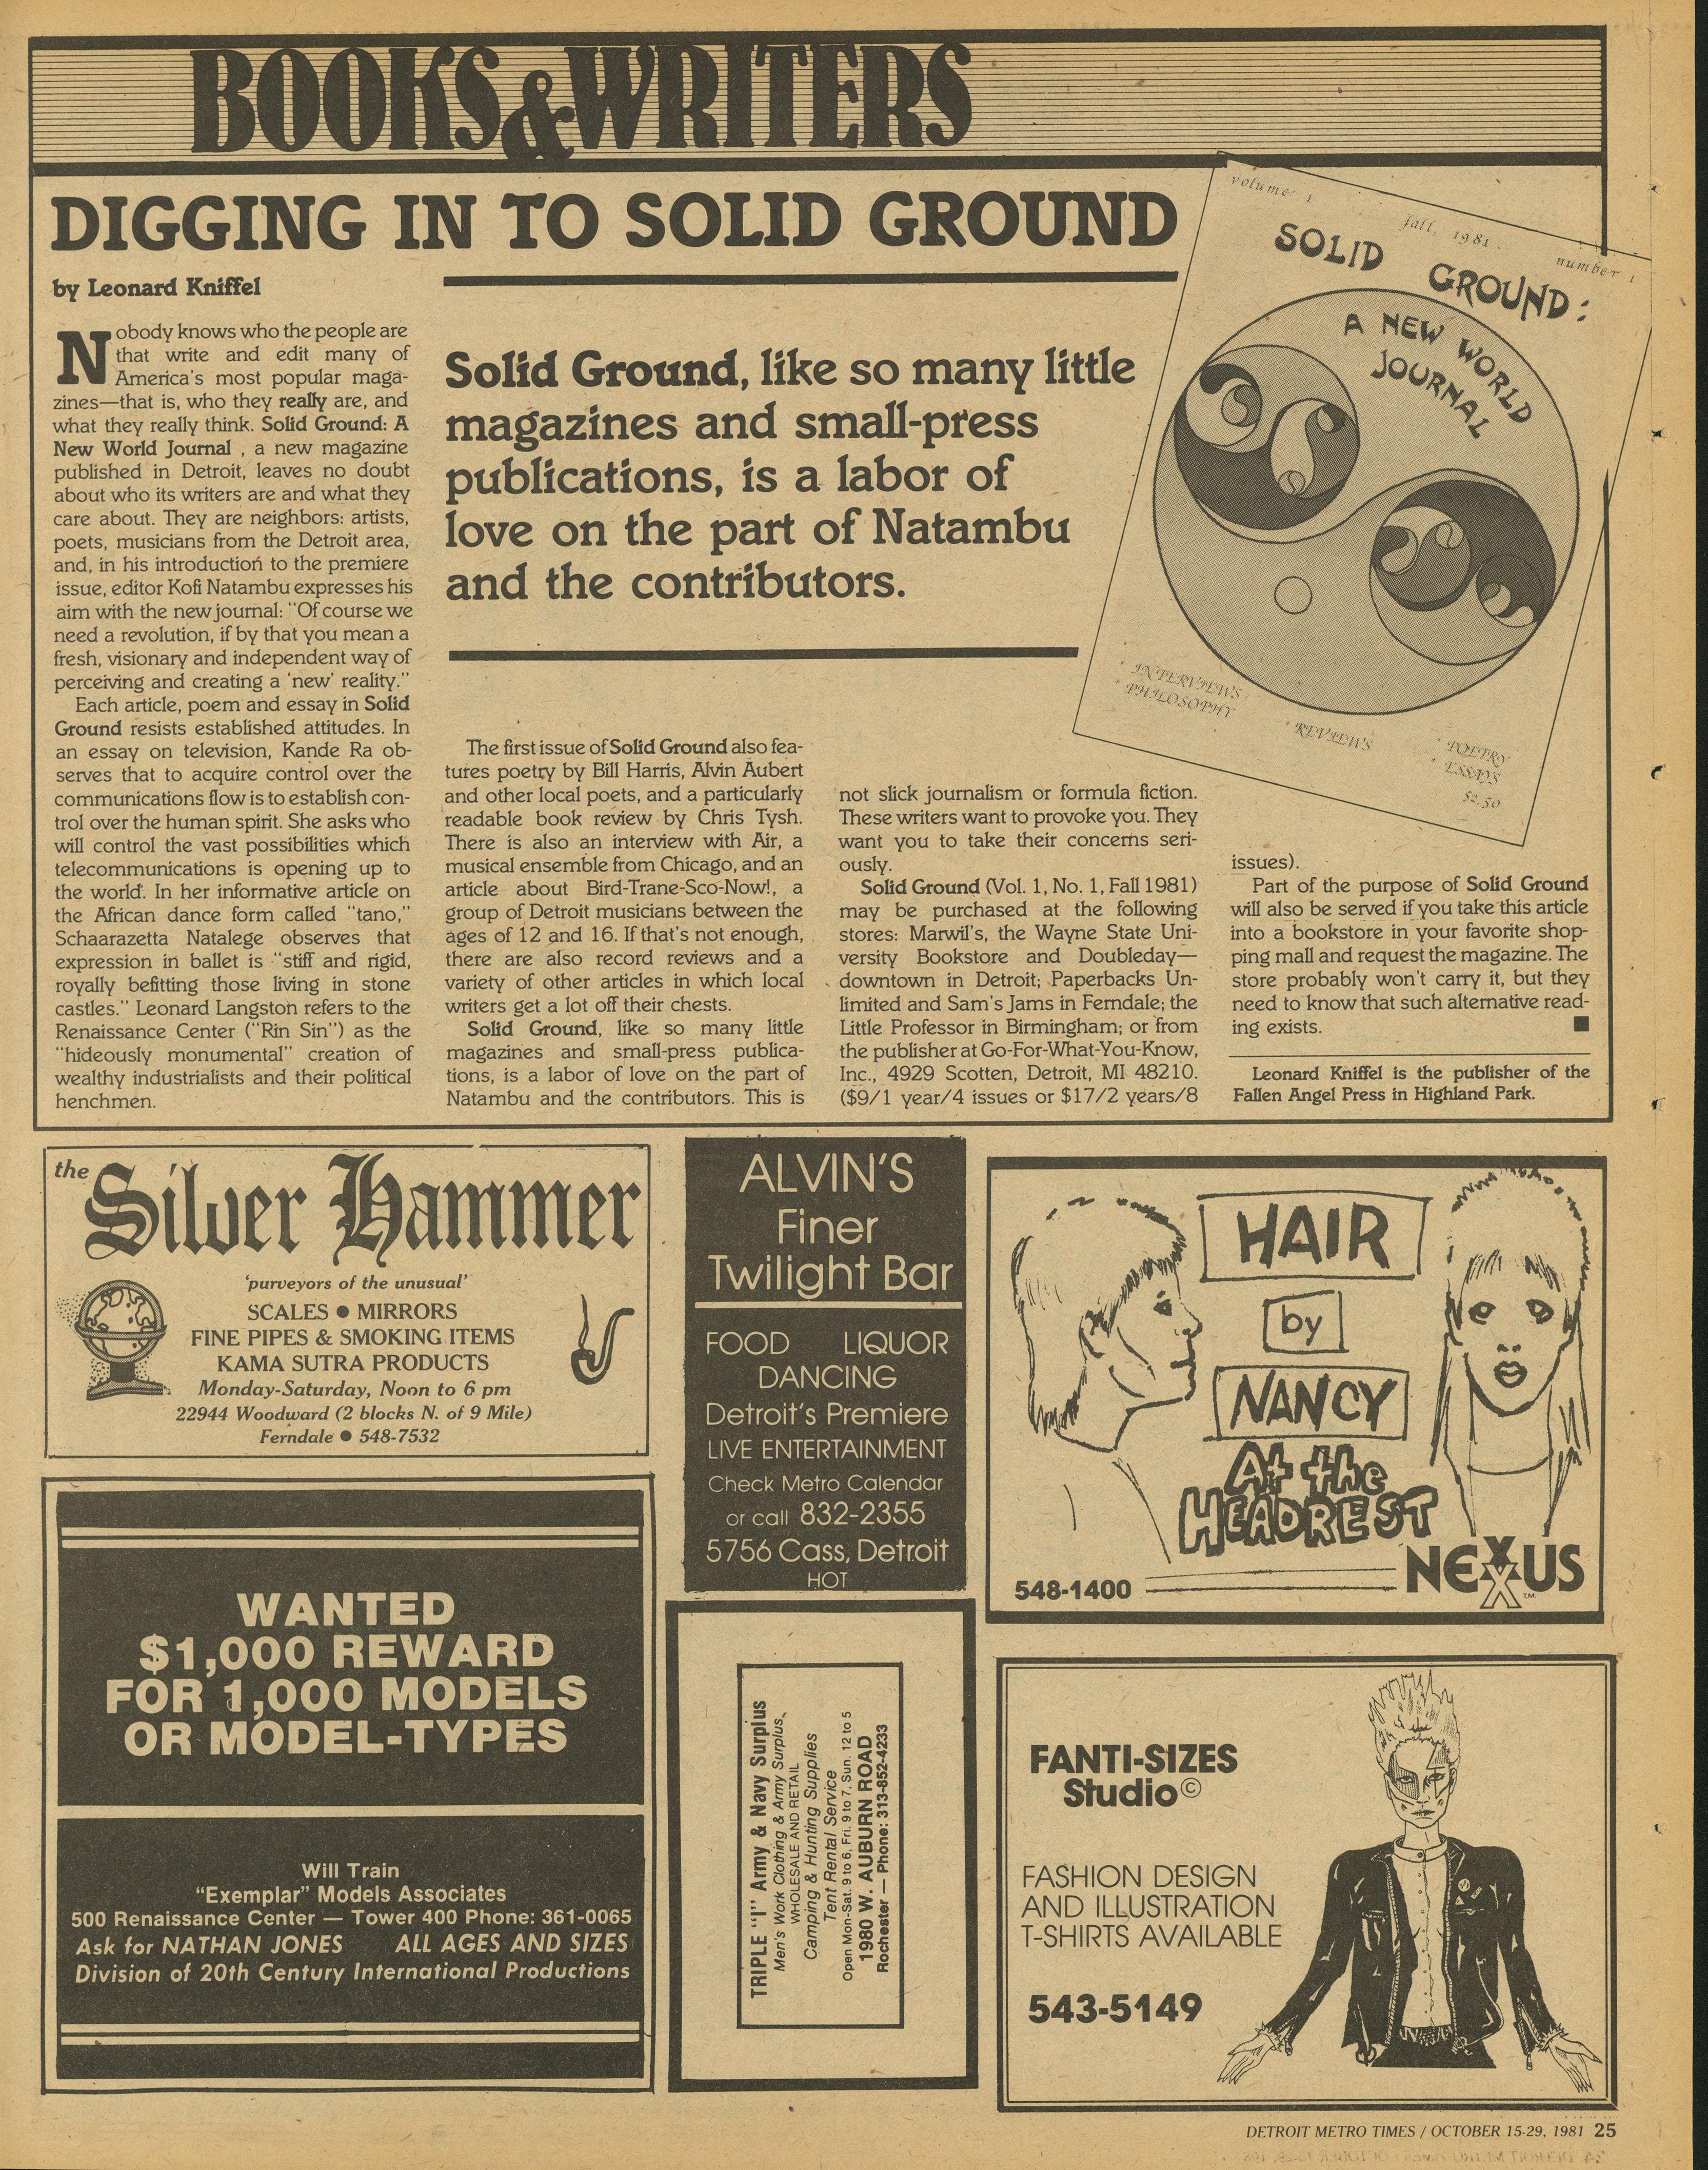 BOOKS&WRITERS
DIGGING IN TO SOLID GROUND
by Leonard Kniffel
Nobody knows who the people are
that write and edit many of
America's most popular maga-
zines—that is, who they really are, and
what they really think. Solid Ground: A
New World Journal , a new magazine
published in Detroit, leaves no doubt
about who its writers are and what they
care about. They are neighbors: artists,
poets, musicians from the Detroit area,
and, in his introduction to the premiere
issue, editor Kofi Natambu expresses his
aim with the new journal: "Of course we
need a revolution, if by that you mean a
fresh, visionary and independent way of
perceiving and creating a 'new' reality."
Each article, poem and essay in Solid
Ground resists established attitudes. In
an essay on television, Kande Ra ob-
serves that to acquire control over the
communications flow is to establish con-
trol over the human spirit. She asks who
will control the vast possibilities which
telecommunications is opening up to
the world. In her informative article on
the African dance form called "tano,"
Schaarazetta Natalege observes that
expression in ballet is "stiff and rigid,
royally befitting those living in stone
castles." Leonard Langston refers to the
Renaissance Center ("Rin Sin") as the
"hideously monumental" creation of
wealthy industrialists and their political
henchmen.
Solid Ground, like so many little
magazines and small-press
publications, is a labor of
love on the part of Natambu
and the contributors.
The first issue of Solid Ground also fea-
tures poetry by Bill Harris, Alvin Aubert
and other local poets, and a particularly
readable book review by Chris Tysh.
There is also an interview with Air, a
musical ensemble from Chicago, and an
article about Bird-Trane-Sco-Now!, a
group of Detroit musicians between the
ages of 12 and 16. If that's not enough,
there are also record reviews and a
variety of other articles in which local
writers get a lot off their chests.
Solid Ground, like so many little
magazines and small-press publica-
tions, is a labor of love on the part of
Natambu and the contributors. This is
not slick journalism or formula fiction.
These writers want to provoke you. They
want you to take their concerns seri-
ously.
Solid Ground (Vol. 1, No. 1, Fall 1981)
may be purchased at the following
stores: Marwil's, the Wayne State Uni-
versity Bookstore and Doubleday—
downtown in Detroit; Paperbacks Un-
limited and Sam's Jams in Ferndale; the
Little Professor in Birmingham; or from
the publisher at Go-For-What-You-Know,
Inc., 4929 Scotten, Detroit, MI 48210.
($9/1 year/4 issues or $17/2 years/8
issues).
Part of the purpose of Solid Ground
will also be served if you take this article
into a bookstore in your favorite shop-
ping mall and request the magazine. The
store probably won't carry it, but they
need to know that such alternative read-
ing exists.
Leonard Kniffel is the publisher of the
Fallen Angel Press in Highland Park.
volume 1
fall, 1981
number 1
SOLID GROUND:
A NEW WORLD
JOURNAL
INTERVIEWS
PHILOSOPHY
REVIEWS
POETRY
ESSAYS
$2.50
the
Silver Hammer
'purveyors of the unusual'
SCALES ● MIRRORS
FINE PIPES & SMOKING ITEMS
KAMA SUTRA PRODUCTS
Monday-Saturday, Noon to 6 pm
22944 Woodward (2 blocks N. of 9 Mile)
Ferndale ● 548-7532
ALVIN'S
Finer
Twilight Bar
FOOD LIQUOR
DANCING
Detroit's Premiere
LIVE ENTERTAINMENT
Check Metro Calendar
or call 832-2355
5756 Cass, Detroit
HOT
HAIR
by
NANCY
At the
HEADREST
548-1400
NEXXUS
TM
WANTED
$1,000 REWARD
FOR 1,000 MODELS
OR MODEL-TYPES
Will Train
"Exemplar" Models Associates
500 Renaissance Center — Tower 400 Phone: 361-0065
Ask for NATHAN JONES ALL AGES AND SIZES
Division of 20th Century International Productions
TRIPLE "I" Army & Navy Surplus
Men's Work Clothing & Army Surplus
WHOLESALE AND RETAIL
Camping & Hunting Supplies
Tent Rental Service
Open Mon-Sat. 9 to 6, Fri. 9 to 7, Sun. 12 to 5
1980 W. AUBURN ROAD
Rochester — Phone: 313-852-4233
FANTI-SIZES
Studio©
FASHION DESIGN
AND ILLUSTRATION
T-SHIRTS AVAILABLE
543-5149
DETROIT METRO TIMES / OCTOBER 15-29, 1981 25